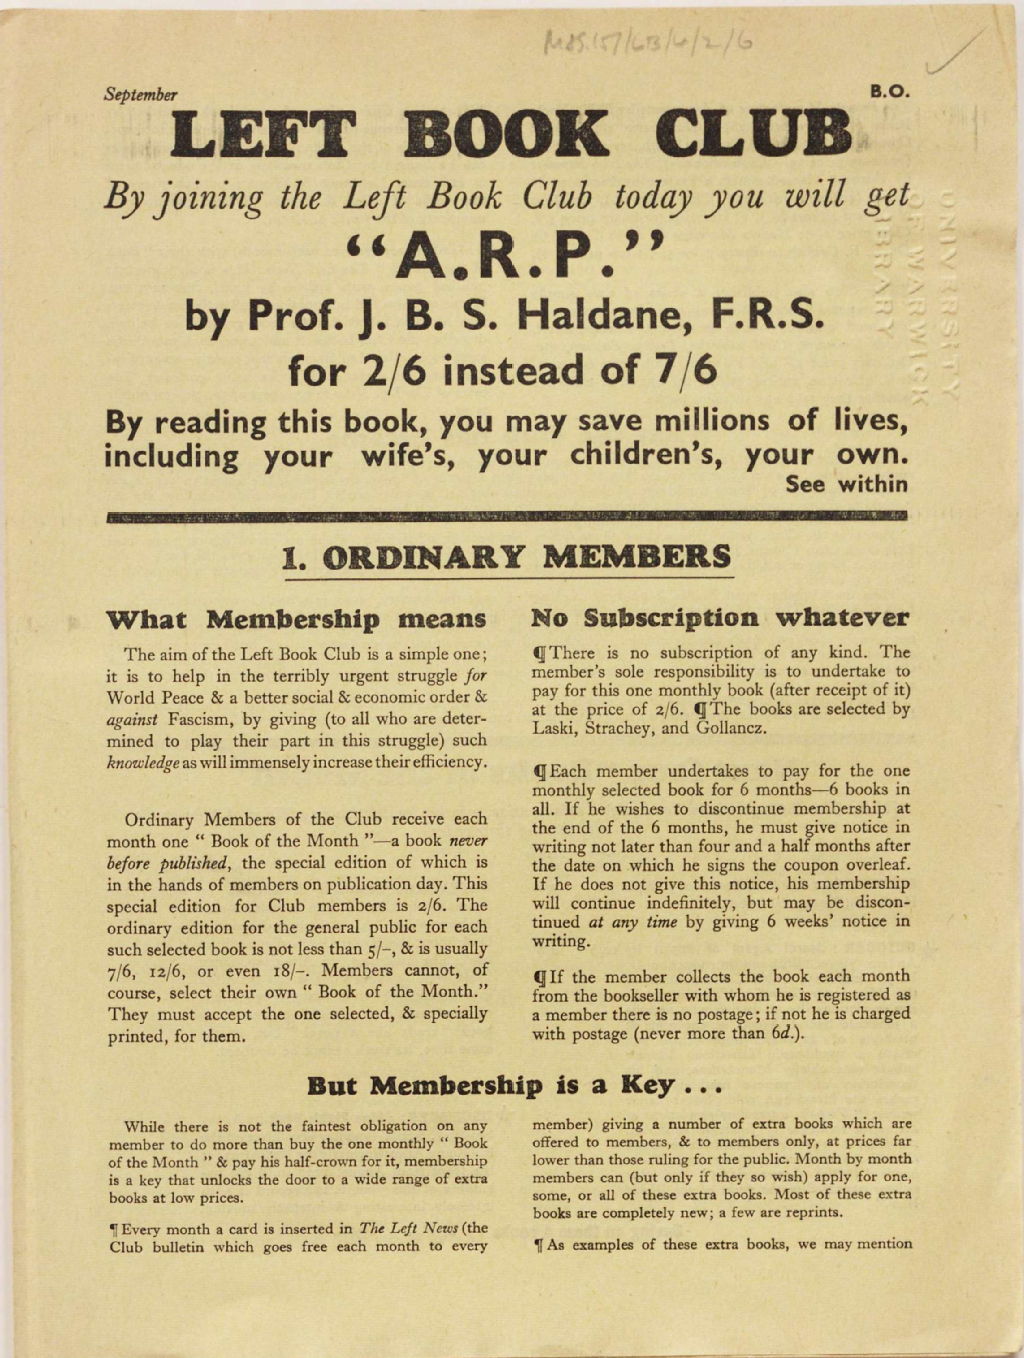 MSS.157/6B/4/2/6
September
B.O.
LEFT BOOK CLUB
By joining the Left Book Club today you will get
“A.R.P.”
by Prof. J. B. S. Haldane, F.R.S.
for 2/6 instead of 7/6
By reading this book, you may save millions of lives,
including your wife's, your children's, your own.
See within
UNIVERSITY
OF WARWICK
LIBRARY
1. ORDINARY MEMBERS
What Membership means
The aim of the Left Book Club is a simple one;
it is to help in the terribly urgent struggle for
World Peace & a better social & economic order &
against Fascism, by giving (to all who are deter-
mined to play their part in this struggle) such
knowledge as will immensely increase their efficiency.
Ordinary Members of the Club receive each
month one “ Book of the Month ”—a book never
before published, the special edition of which is
in the hands of members on publication day. This
special edition for Club members is 2/6. The
ordinary edition for the general public for each
such selected book is not less than 5/-, & is usually
7/6, 12/6, or even 18/-. Members cannot, of
course, select their own “ Book of the Month.”
They must accept the one selected, & specially
printed, for them.
No Subscription whatever
¶ There is no subscription of any kind. The
member's sole responsibility is to undertake to
pay for this one monthly book (after receipt of it)
at the price of 2/6. ¶ The books are selected by
Laski, Strachey, and Gollancz.
¶ Each member undertakes to pay for the one
monthly selected book for 6 months—6 books in
all. If he wishes to discontinue membership at
the end of the 6 months, he must give notice in
writing not later than four and a half months after
the date on which he signs the coupon overleaf.
If he does not give this notice, his membership
will continue indefinitely, but may be discon-
tinued at any time by giving 6 weeks' notice in
writing.
¶ If the member collects the book each month
from the bookseller with whom he is registered as
a member there is no postage; if not he is charged
with postage (never more than 6d.).
But Membership is a Key . . .
While there is not the faintest obligation on any
member to do more than buy the one monthly “ Book
of the Month ” & pay his half-crown for it, membership
is a key that unlocks the door to a wide range of extra
books at low prices.
¶ Every month a card is inserted in The Left News (the
Club bulletin which goes free each month to every
member) giving a number of extra books which are
offered to members, & to members only, at prices far
lower than those ruling for the public. Month by month
members can (but only if they so wish) apply for one,
some, or all of these extra books. Most of these extra
books are completely new; a few are reprints.
¶ As examples of these extra books, we may mention